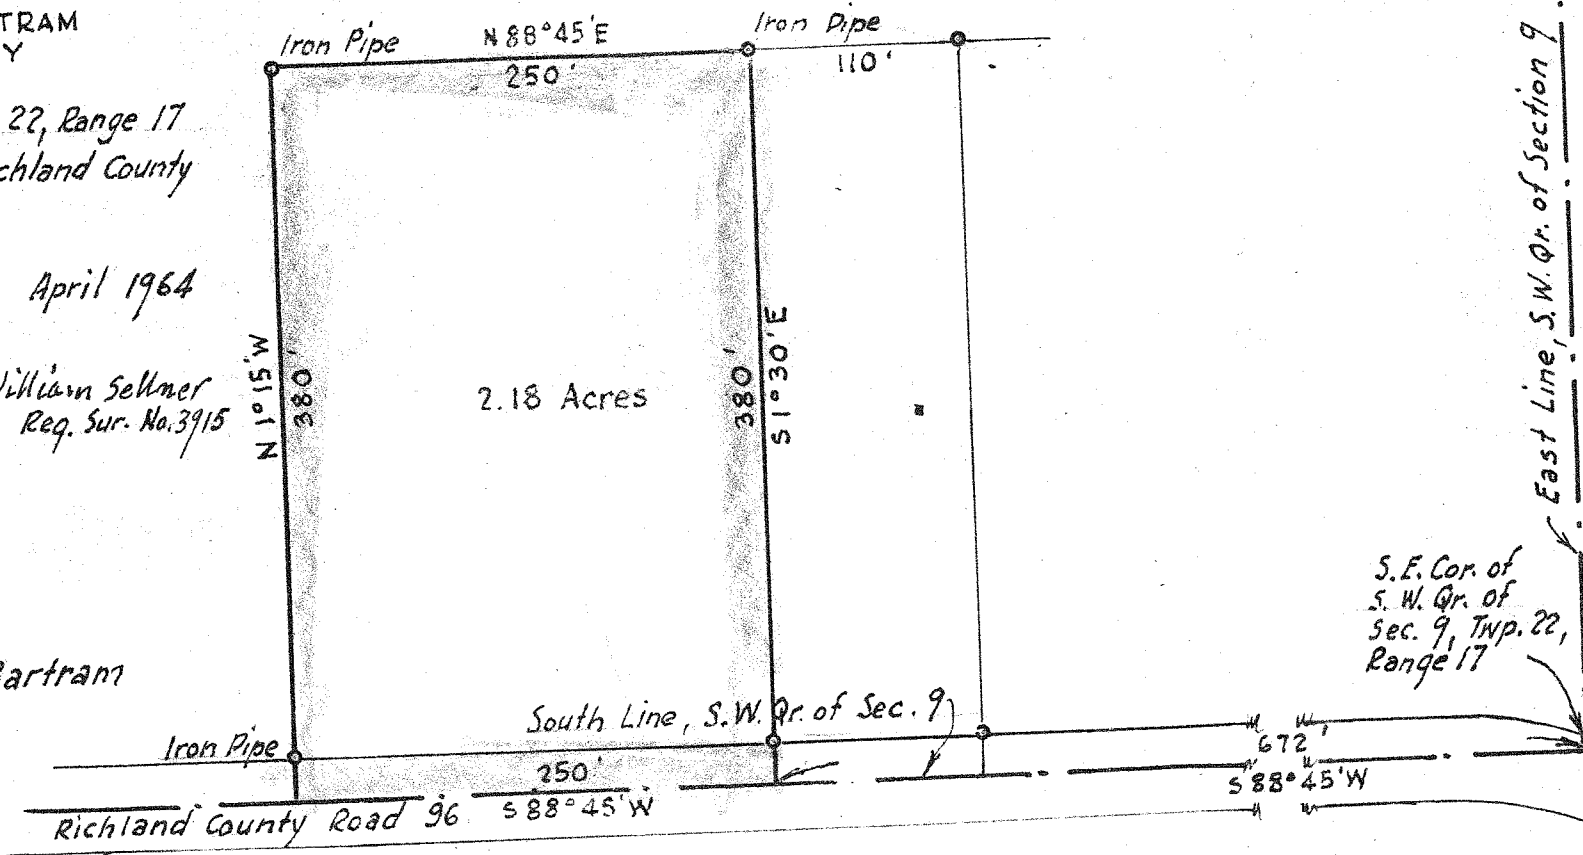 TRAM
Y
22, Range 17
chland County
April 1964
William Sellmer
Reg. Sur. No. 3915
artram
Iron Pipe
N 88° 45' E
250'
Iron Pipe
110'
N 1° 15' W
380'
2.18 Acres
380'
S 1° 30' E
East Line, S.W. Qr. of Section 9
S.E. Cor. of
S. W. Qr. of
Sec. 9, Twp. 22,
Range 17
South Line, S.W. Qr. of Sec. 9
Iron Pipe
250'
S 88° 45' W
672'
S 88° 45' W
Richland County Road 96